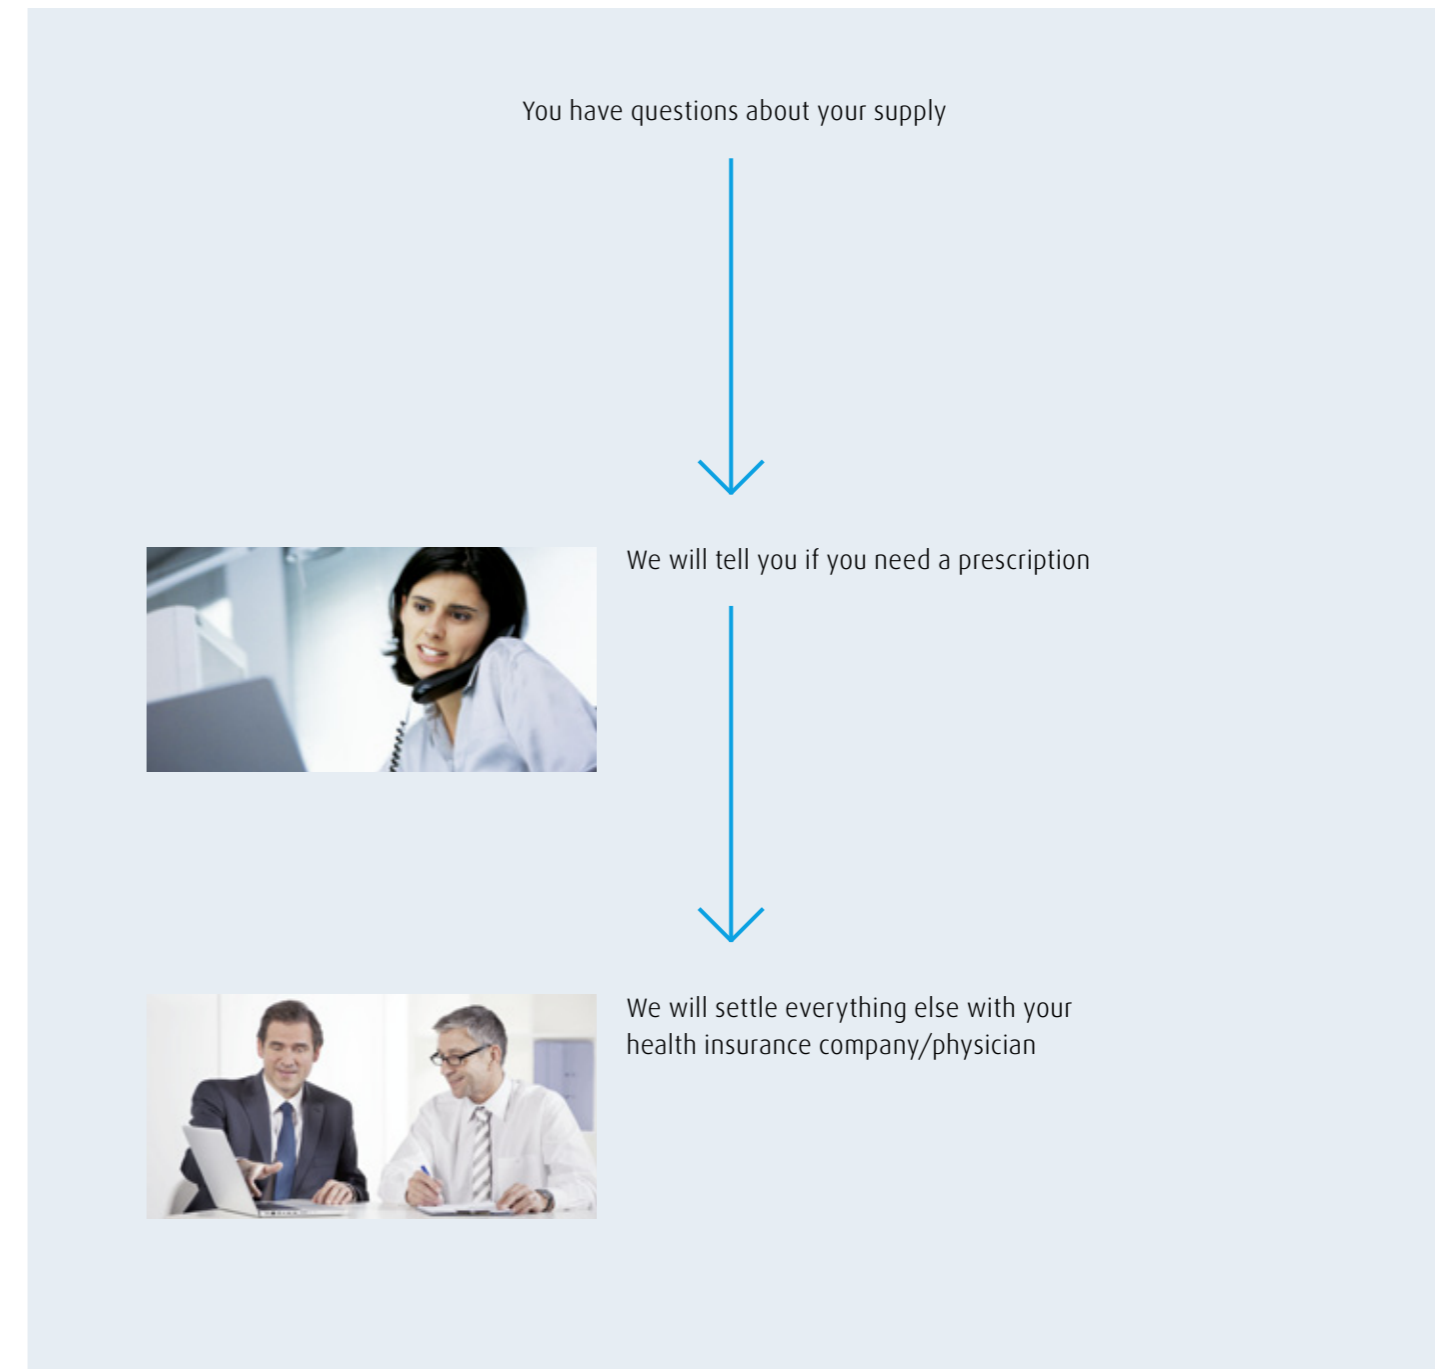 You have questions about your supply
We will tell you if you need a prescription
We will settle everything else with your
health insurance company/physician